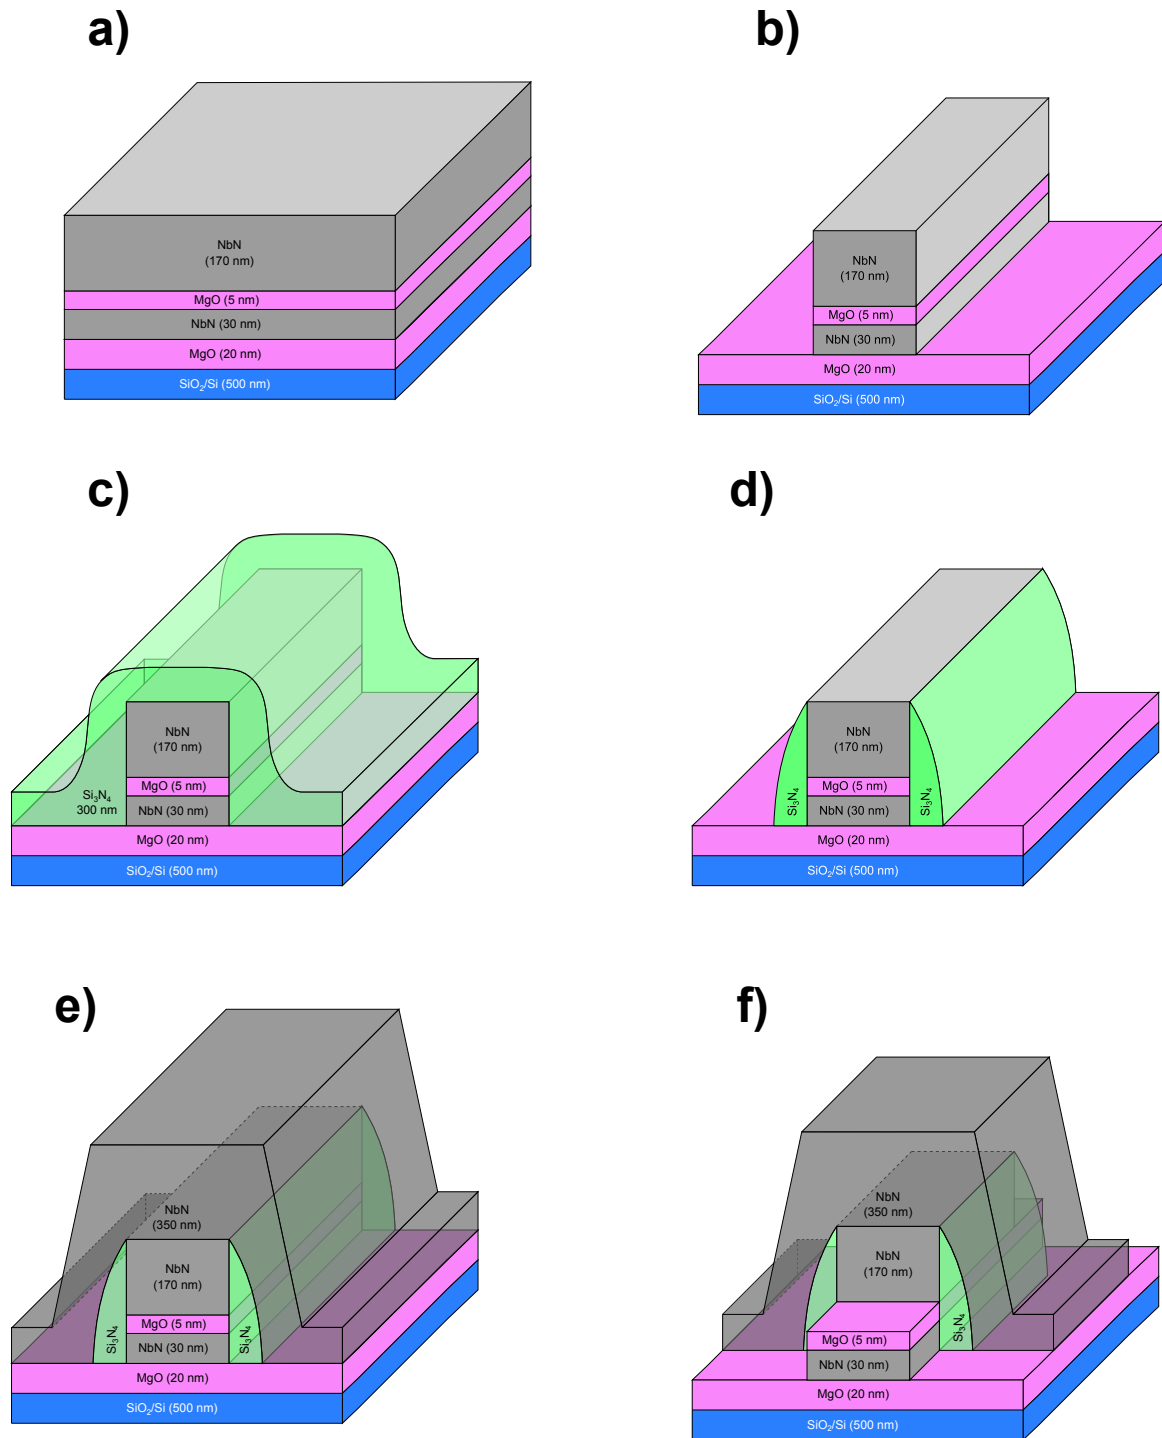 a)
NbN
(170 nm)
MgO (5 nm)
NbN (30 nm)
MgO (20 nm)
SiO₂/Si (500 nm)
b)
NbN
(170 nm)
MgO (5 nm)
NbN (30 nm)
MgO (20 nm)
SiO₂/Si (500 nm)
c)
NbN
(170 nm)
MgO (5 nm)
Si₃N₄
300 nm
NbN (30 nm)
MgO (20 nm)
SiO₂/Si (500 nm)
d)
NbN
(170 nm)
MgO (5 nm)
Si₃N₄
NbN (30 nm)
Si₃N₄
MgO (20 nm)
SiO₂/Si (500 nm)
e)
NbN
(350 nm)
NbN
(170 nm)
MgO (5 nm)
Si₃N₄
NbN (30 nm)
Si₃N₄
MgO (20 nm)
SiO₂/Si (500 nm)
f)
NbN
(350 nm)
NbN
(170 nm)
Si₃N₄
MgO (5 nm)
NbN (30 nm)
MgO (20 nm)
SiO₂/Si (500 nm)